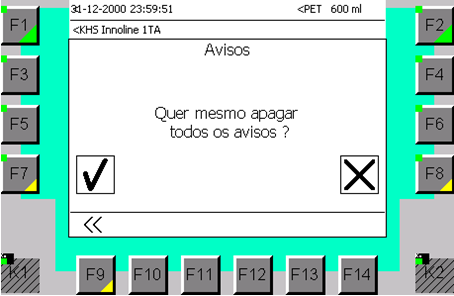 31-12-2000 23:59:51 <PET 600 ml
<KHS Innoline 1TA
Avisos
Quer mesmo apagar
todos os avisos ?
<<
F1
F2
F3
F4
F5
F6
F7
F8
K1
F9
F10
F11
F12
F13
F14
K2